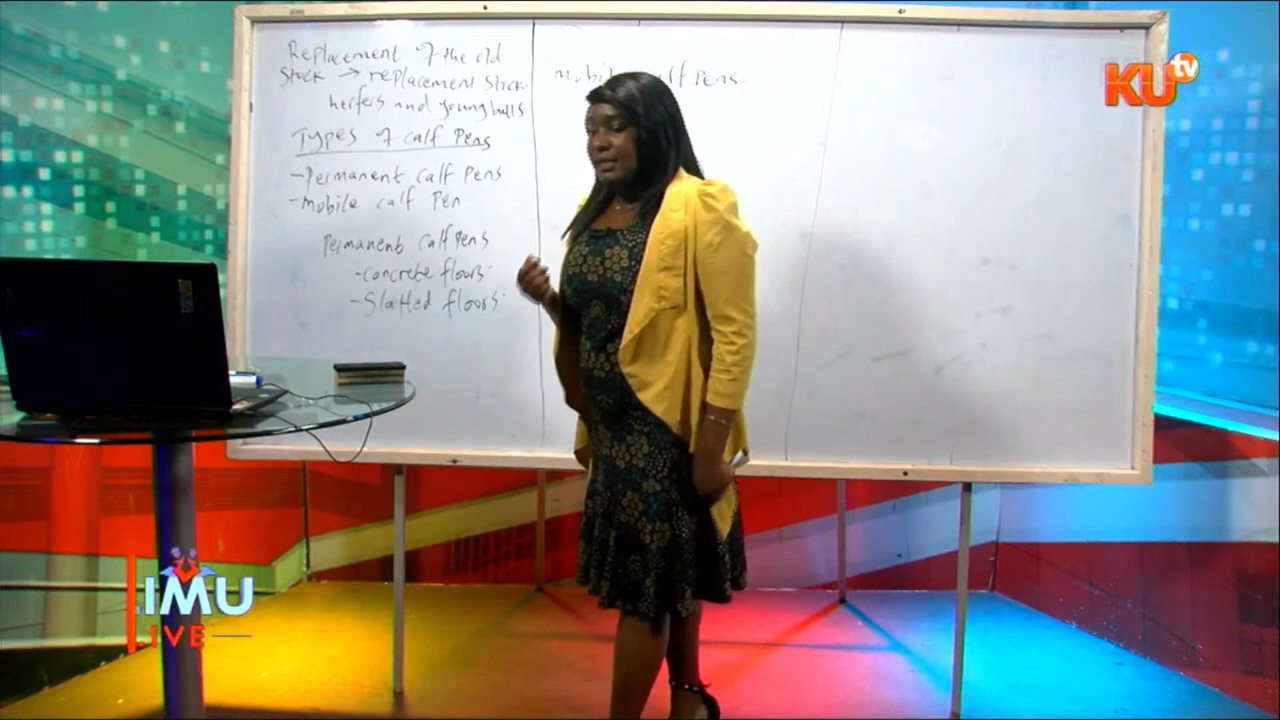 Replacement of the old
stock → replacement stock.
heifers and young bulls
Types of calf Pens
-Permanent calf Pens
-mobile calf Pen
Permanent calf Pens
-concrete floors.
-Slatted floors.
calf Pens.
KU tv
LIMU
LIVE